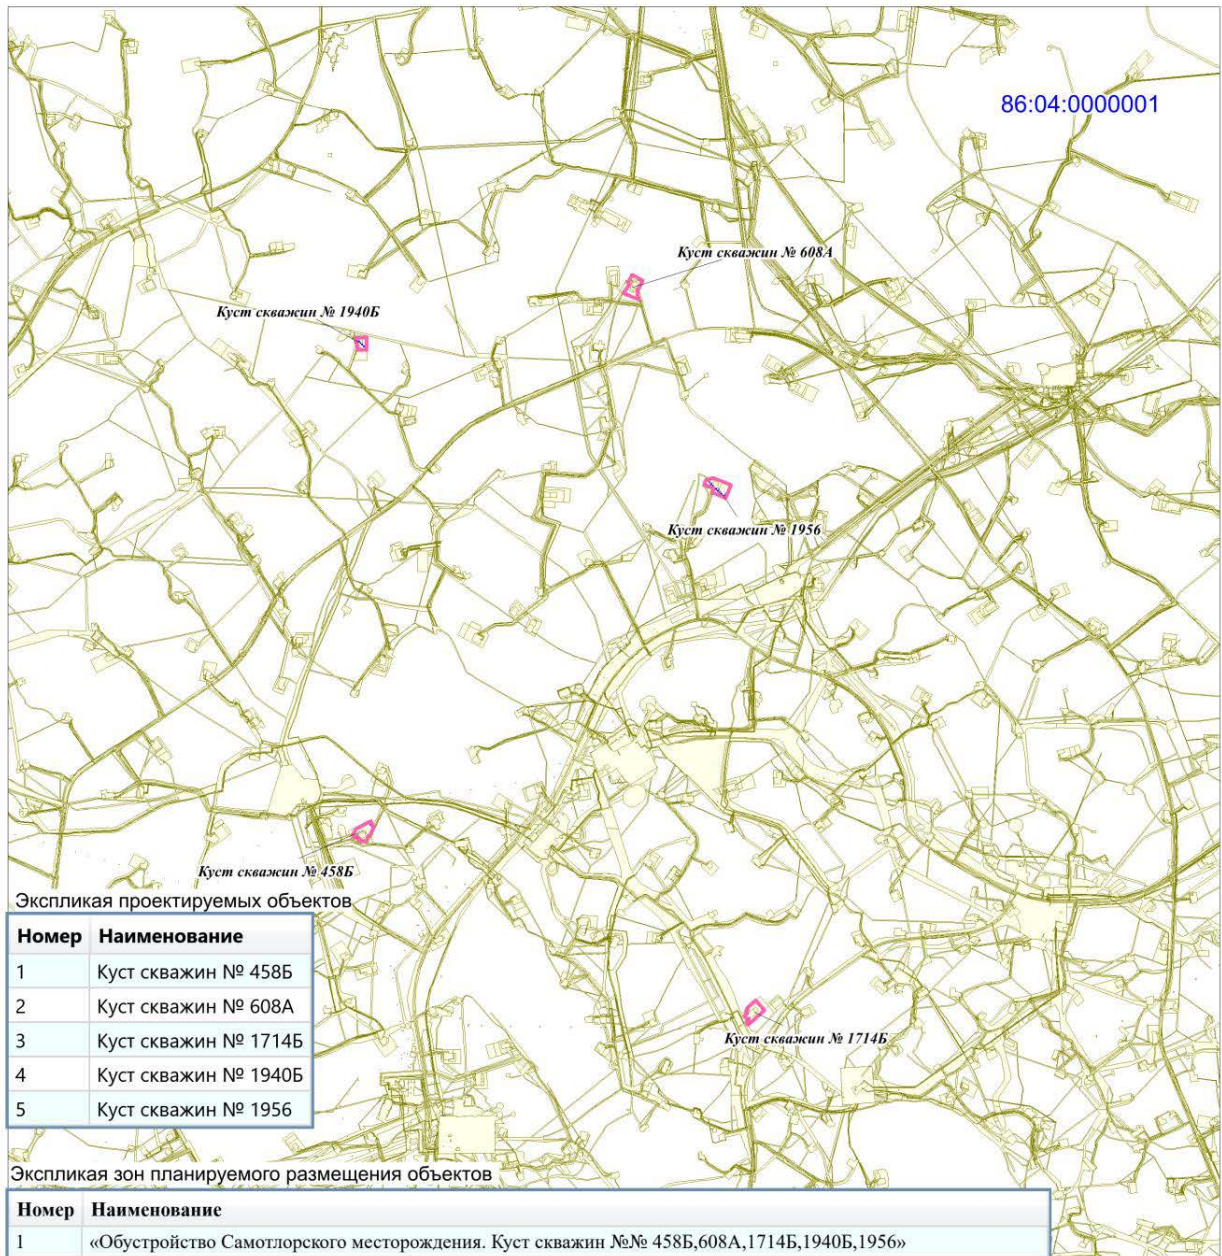 86:04:0000001
Куст скважин № 608А
Куст скважин № 1940Б
Куст скважин № 1956
Куст скважин № 458Б
Куст скважин № 1714Б
Экспликая проектируемых объектов
Номер Наименование
1 Куст скважин № 458Б
2 Куст скважин № 608А
3 Куст скважин № 1714Б
4 Куст скважин № 1940Б
5 Куст скважин № 1956
Экспликая зон планируемого размещения объектов
Номер Наименование
1 «Обустройство Самотлорского месторождения. Куст скважин №№ 458Б,608А,1714Б,1940Б,1956»